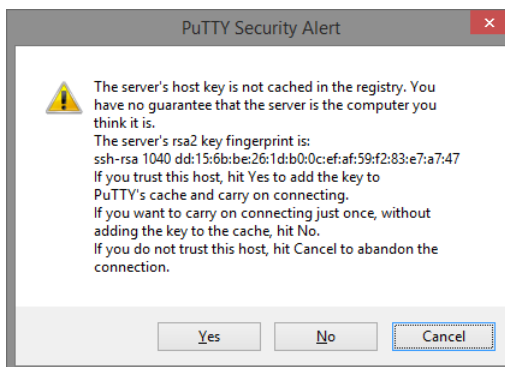 PuTTY Security Alert
The server's host key is not cached in the registry. You
have no guarantee that the server is the computer you
think it is.
The server's rsa2 key fingerprint is:
ssh-rsa 1040 dd:15:6b:be:26:1d:b0:0c:ef:af:59:f2:83:e7:a7:47
If you trust this host, hit Yes to add the key to
PuTTY's cache and carry on connecting.
If you want to carry on connecting just once, without
adding the key to the cache, hit No.
If you do not trust this host, hit Cancel to abandon the
connection.
Yes
No
Cancel